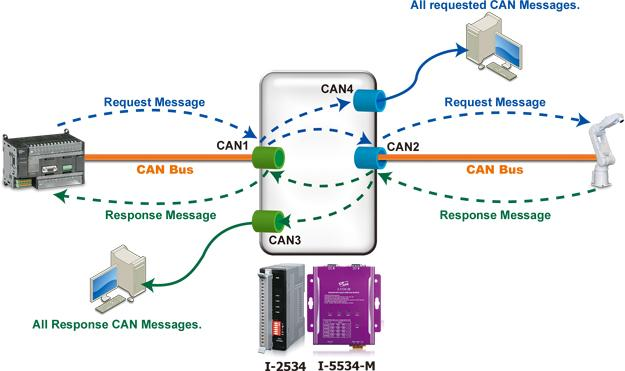 All requested CAN Messages.
CAN4
Request Message
Request Message
CAN1
CAN2
CAN Bus
CAN Bus
Response Message
Response Message
CAN3
All Response CAN Messages.
I-2534
I-5534-M